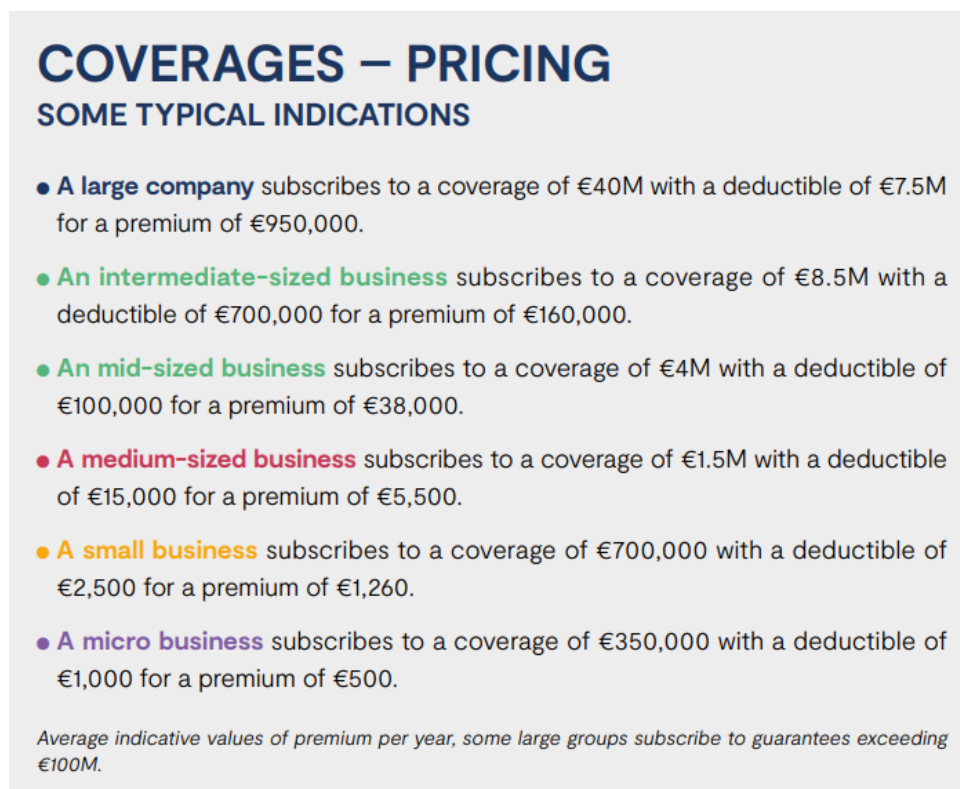 COVERAGES – PRICING
SOME TYPICAL INDICATIONS
• A large company subscribes to a coverage of €40M with a deductible of €7.5M
for a premium of €950,000.
• An intermediate-sized business subscribes to a coverage of €8.5M with a
deductible of €700,000 for a premium of €160,000.
• An mid-sized business subscribes to a coverage of €4M with a deductible of
€100,000 for a premium of €38,000.
• A medium-sized business subscribes to a coverage of €1.5M with a deductible
of €15,000 for a premium of €5,500.
• A small business subscribes to a coverage of €700,000 with a deductible of
€2,500 for a premium of €1,260.
• A micro business subscribes to a coverage of €350,000 with a deductible of
€1,000 for a premium of €500.
Average indicative values of premium per year, some large groups subscribe to guarantees exceeding
€100M.